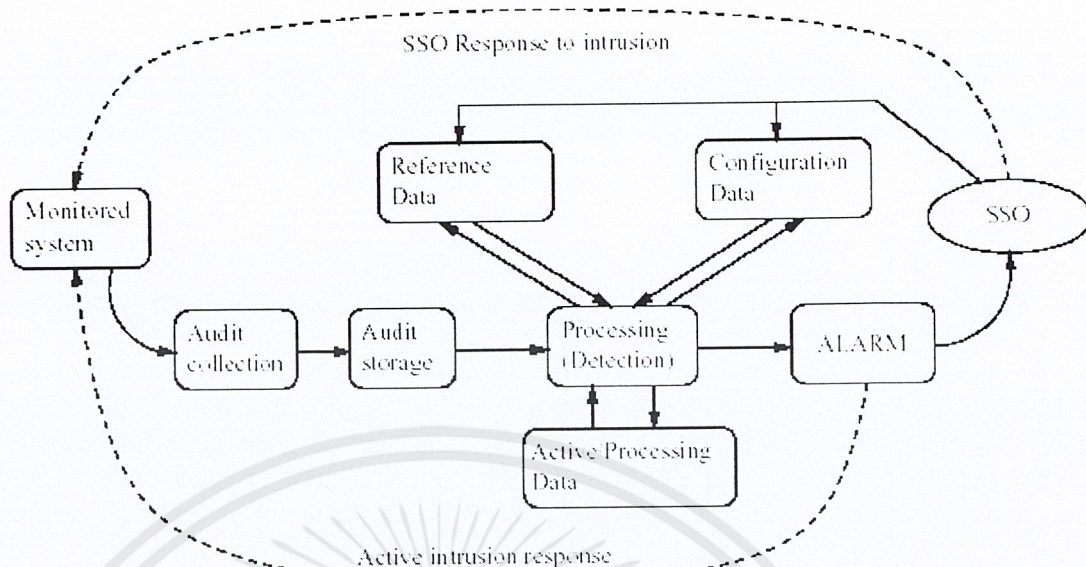 SSO Response to intrusion
Reference
Data
Configuration
Data
Monitored
system
SSO
Audit
collection
Audit
storage
Processing
(Detection)
ALARM
Active Processing
Data
Active intrusion response